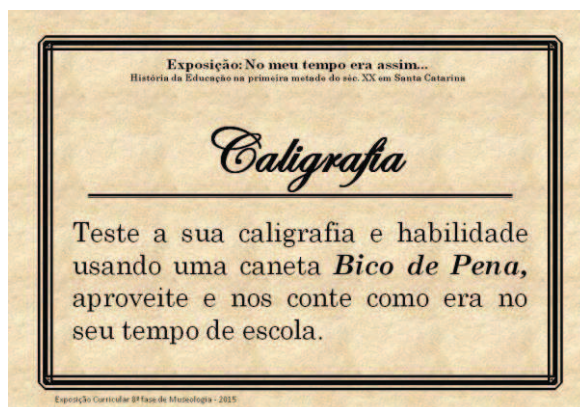 Exposição: No meu tempo era assim...
História da Educação na primeira metade do séc. XX em Santa Catarina
Caligrafia
Teste a sua caligrafia e habilidade
usando uma caneta Bico de Pena,
aproveite e nos conte como era no
seu tempo de escola.
Exposição Curricular 8ª fase de Museologia - 2015